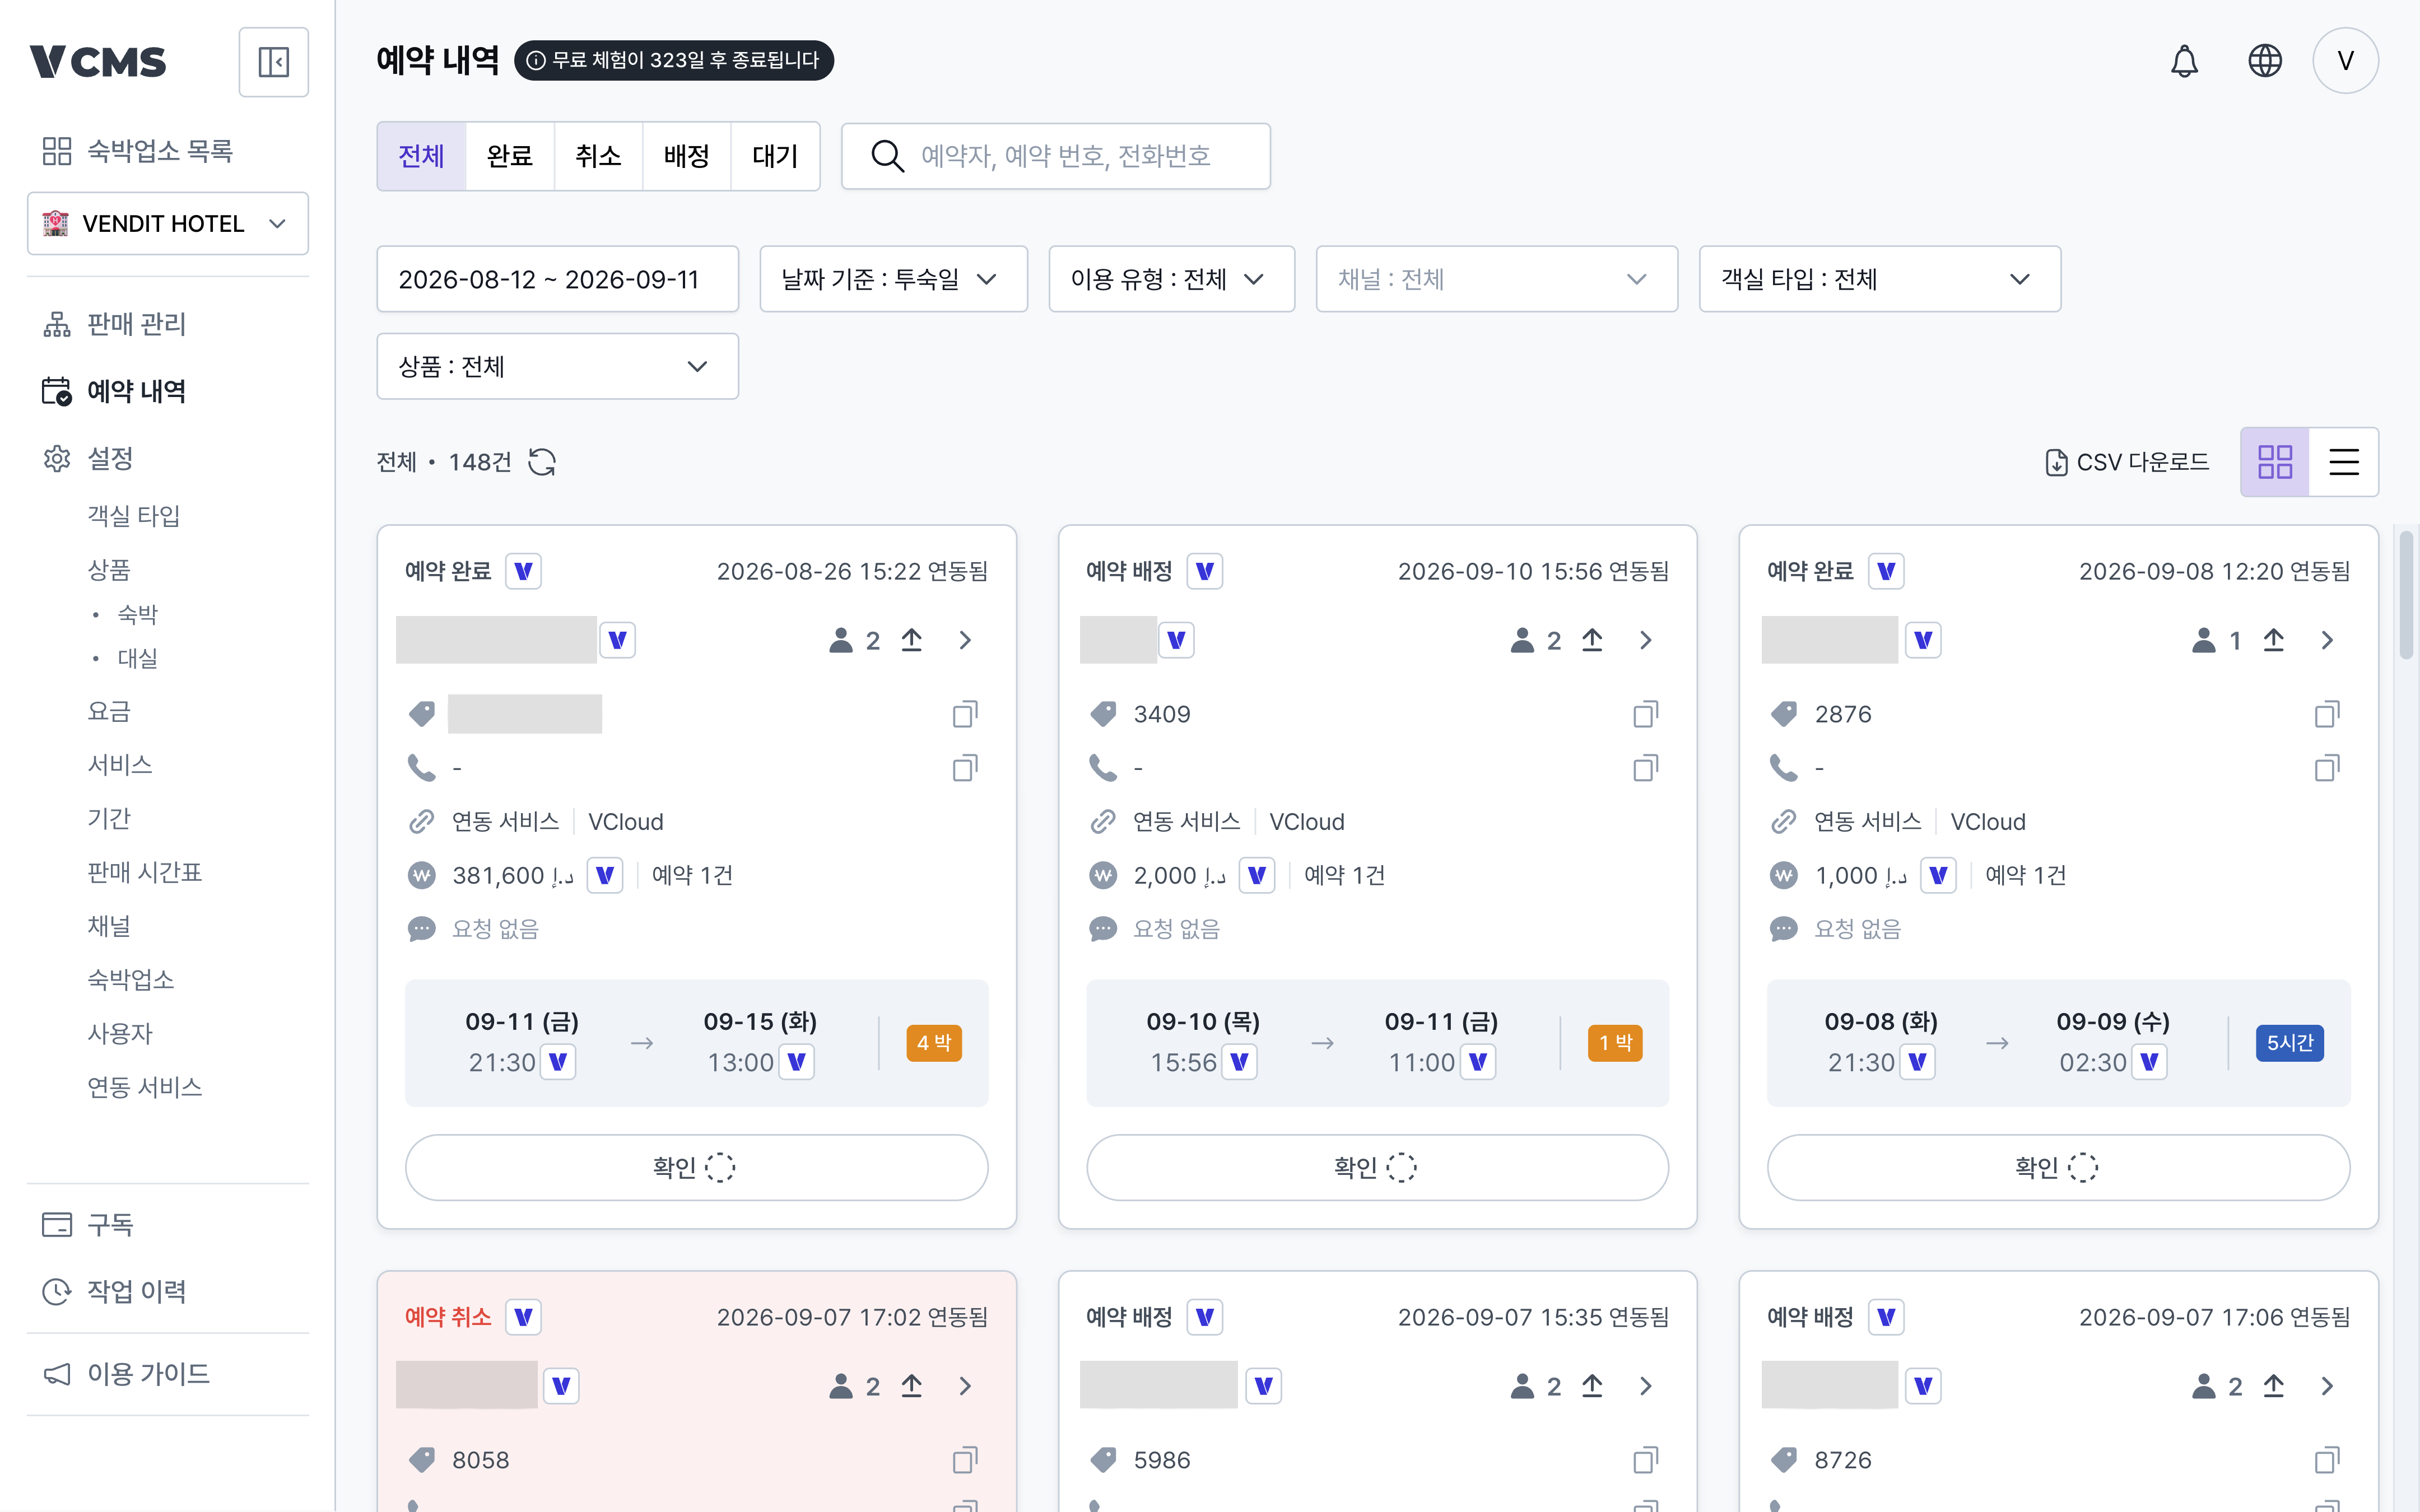 VCMS
숙박업소 목록
VENDIT HOTEL
판매 관리
예약 내역
설정
객실 타입
상품
• 숙박
• 대실
요금
서비스
기간
판매 시간표
채널
숙박업소
사용자
연동 서비스
구독
작업 이력
이용 가이드
예약 내역
무료 체험이 323일 후 종료됩니다
V
전체 완료 취소 배정 대기
예약자, 예약 번호, 전화번호
2026-08-12 ~ 2026-09-11
날짜 기준 : 투숙일
이용 유형 : 전체
채널 : 전체
객실 타입 : 전체
상품 : 전체
전체 • 148건
CSV 다운로드
예약 완료 V 2026-08-26 15:22 연동됨
V 2
-
연동 서비스 VCloud
381,600 د.إ V 예약 1건
요청 없음
09-11 (금) → 09-15 (화)
21:30 V 13:00 V
4 박
확인
예약 배정 V 2026-09-10 15:56 연동됨
V 2
3409
-
연동 서비스 VCloud
2,000 د.إ V 예약 1건
요청 없음
09-10 (목) → 09-11 (금)
15:56 V 11:00 V
1 박
확인
예약 완료 V 2026-09-08 12:20 연동됨
V 1
2876
-
연동 서비스 VCloud
1,000 د.إ V 예약 1건
요청 없음
09-08 (화) → 09-09 (수)
21:30 V 02:30 V
5시간
확인
예약 취소 V 2026-09-07 17:02 연동됨
V 2
8058
예약 배정 V 2026-09-07 15:35 연동됨
V 2
5986
예약 배정 V 2026-09-07 17:06 연동됨
V 2
8726